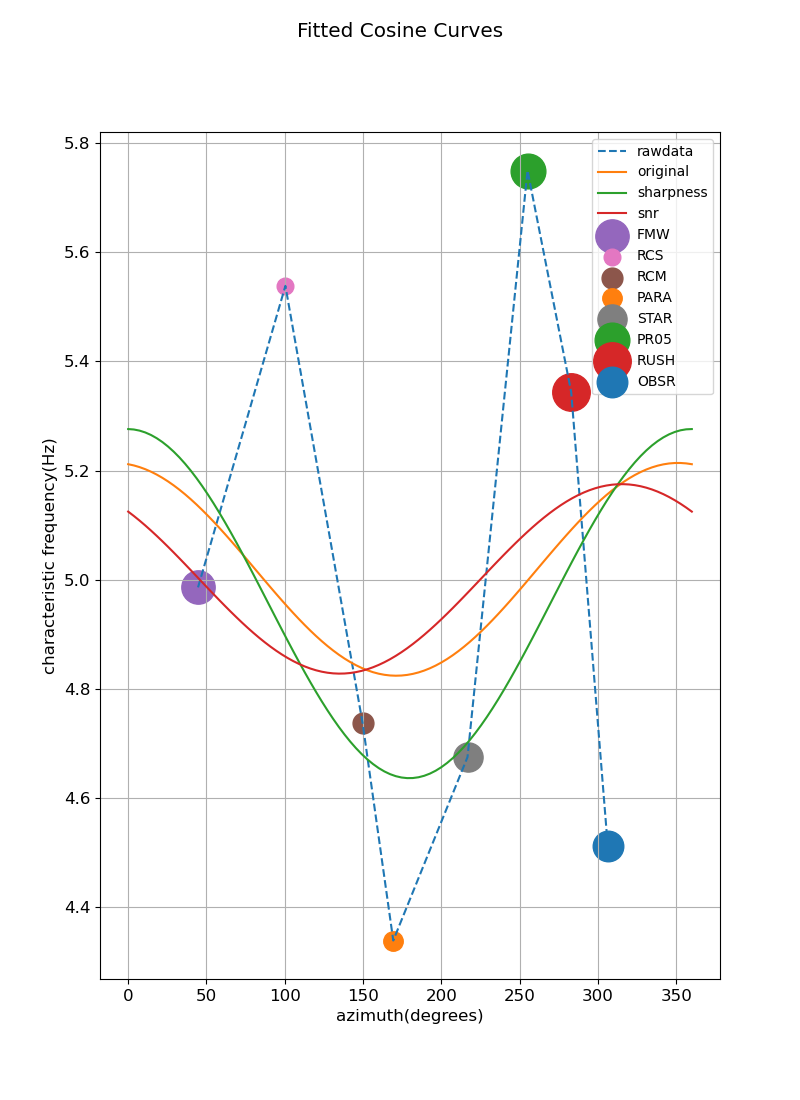 Fitted Cosine Curves
5.8
5.6
5.4
5.2
5.0
4.8
4.6
4.4
characteristic frequency(Hz)
rawdata
original
sharpness
snr
FMW
RCS
RCM
PARA
STAR
PR05
RUSH
OBSR
0 50 100 150 200 250 300 350
azimuth(degrees)